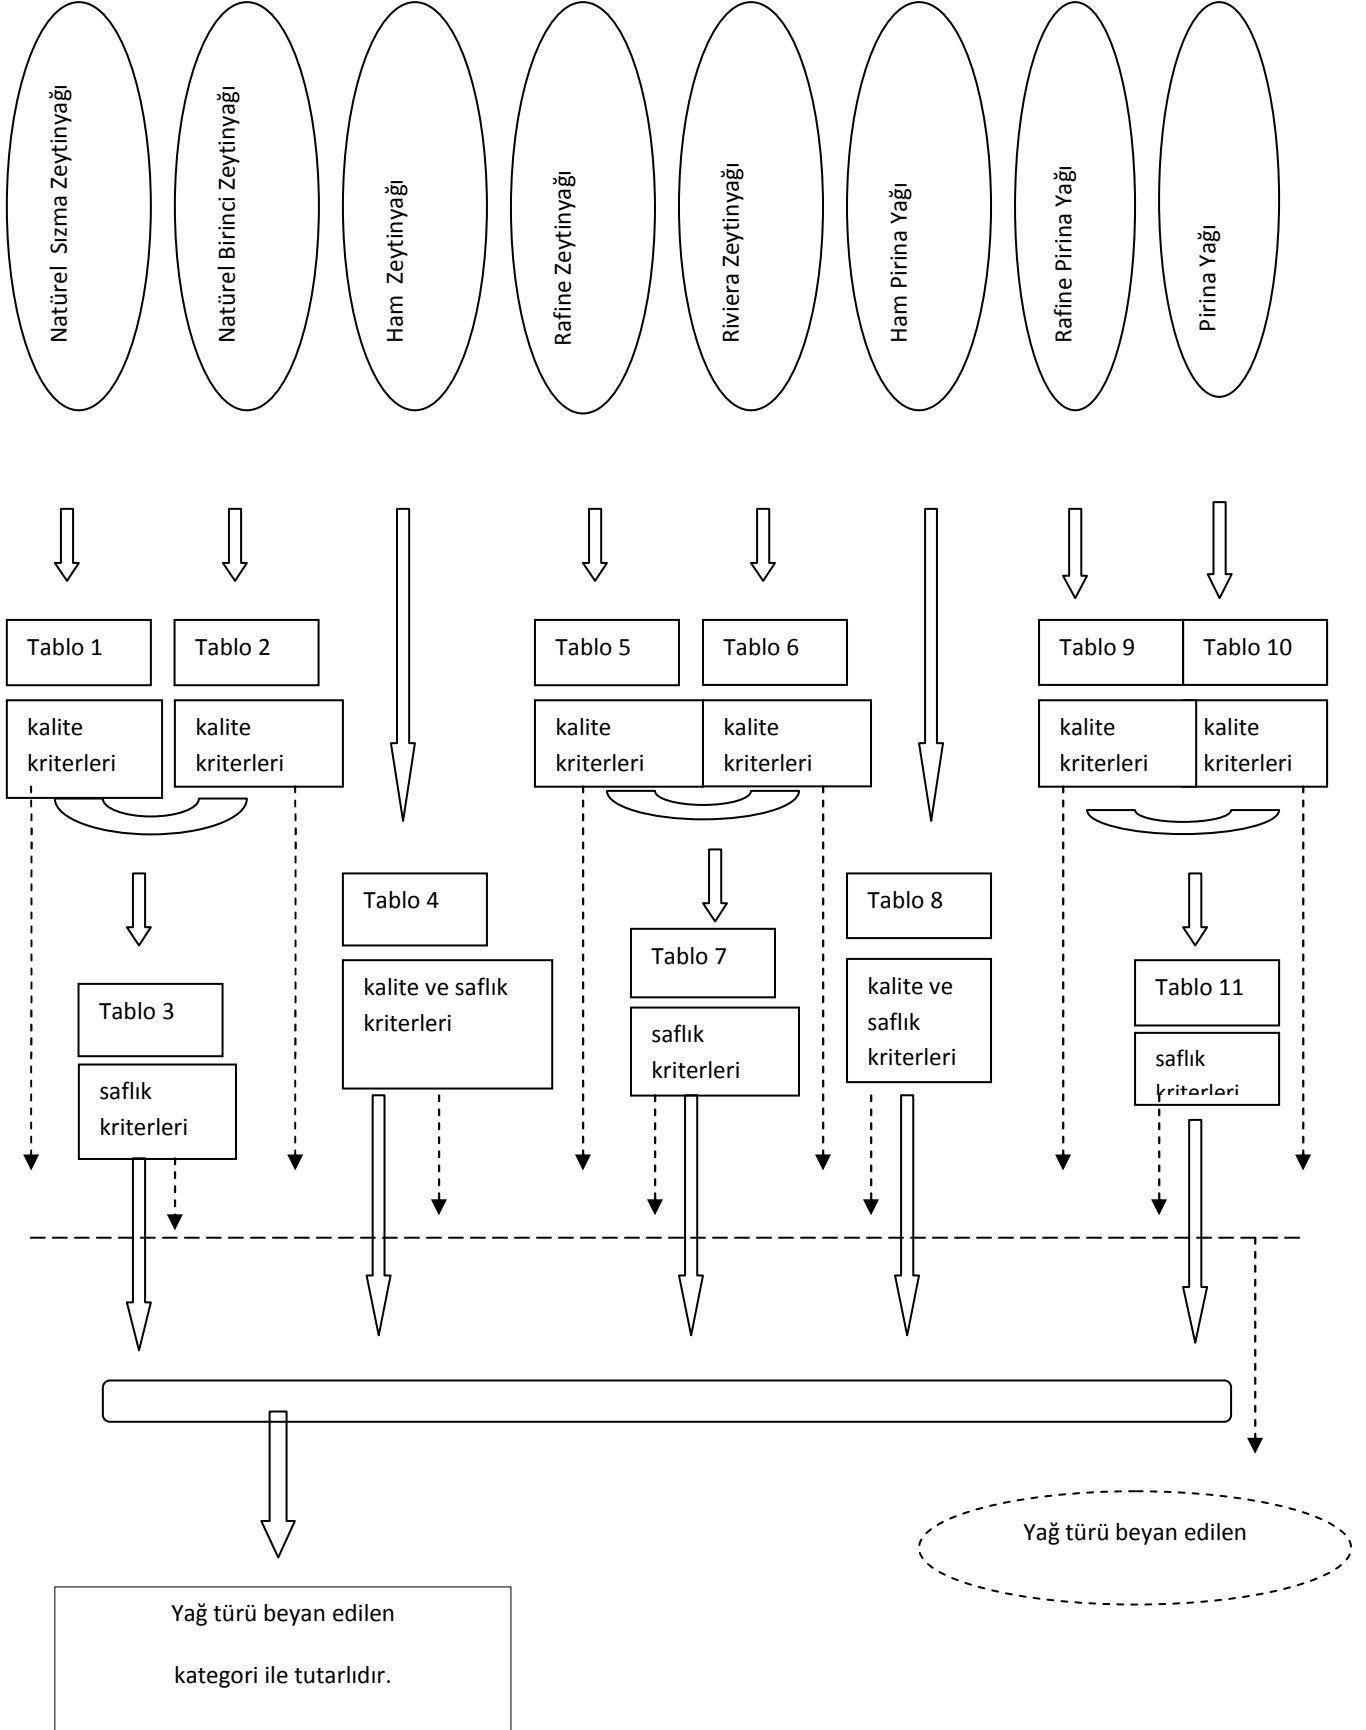 Natürel Sızma Zeytinyağı
Natürel Birinci Zeytinyağı
Ham Zeytinyağı
Rafine Zeytinyağı
Riviera Zeytinyağı
Ham Pirina Yağı
Rafine Pirina Yağı
Pirina Yağı
Tablo 1
Tablo 2
Tablo 5
Tablo 6
Tablo 9
Tablo 10
kalite
kriterleri
kalite
kriterleri
kalite
kriterleri
kalite
kriterleri
kalite
kriterleri
kalite
kriterleri
Tablo 4
kalite ve saflık
kriterleri
Tablo 8
kalite ve
saflık
kriterleri
Tablo 3
saflık
kriterleri
Tablo 7
saflık
kriterleri
Tablo 11
saflık
kriterleri
Yağ türü beyan edilen
Yağ türü beyan edilen
kategori ile tutarlıdır.